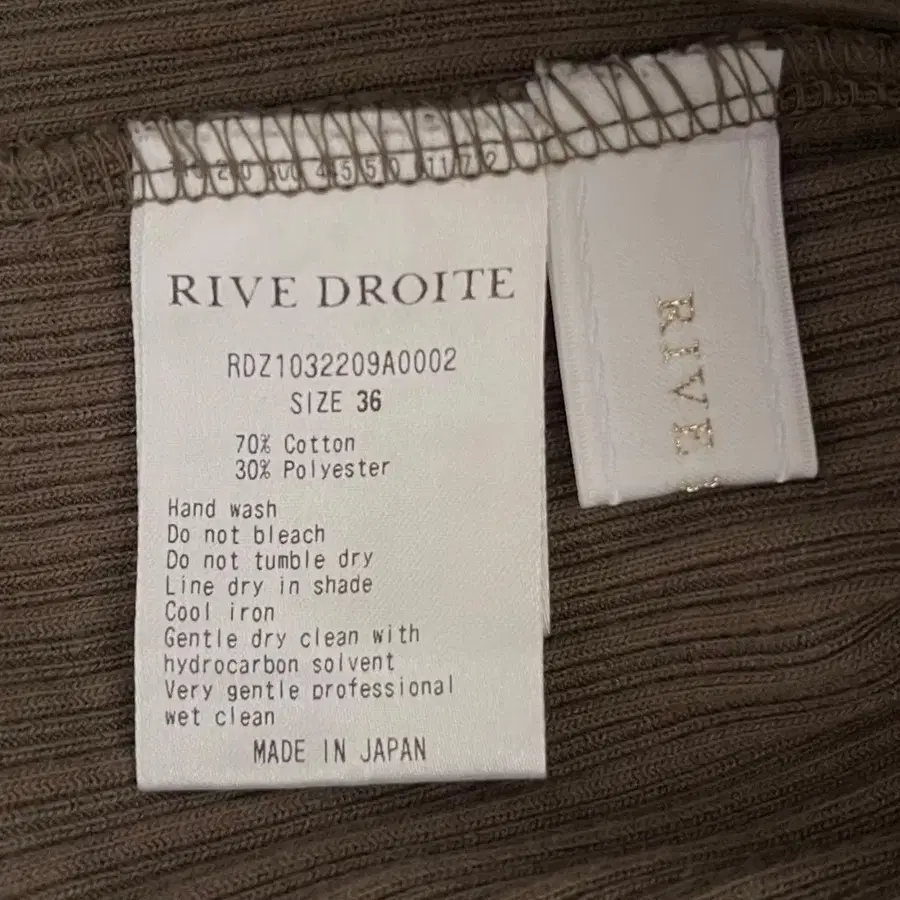 RIVE DROITE
RDZ1032209A0002
SIZE 36
70% Cotton
30% Polyester
Hand wash
Do not bleach
Do not tumble dry
Line dry in shade
Cool iron
Gentle dry clean with
hydrocarbon solvent
Very gentle professional
wet clean
MADE IN JAPAN
RIVE